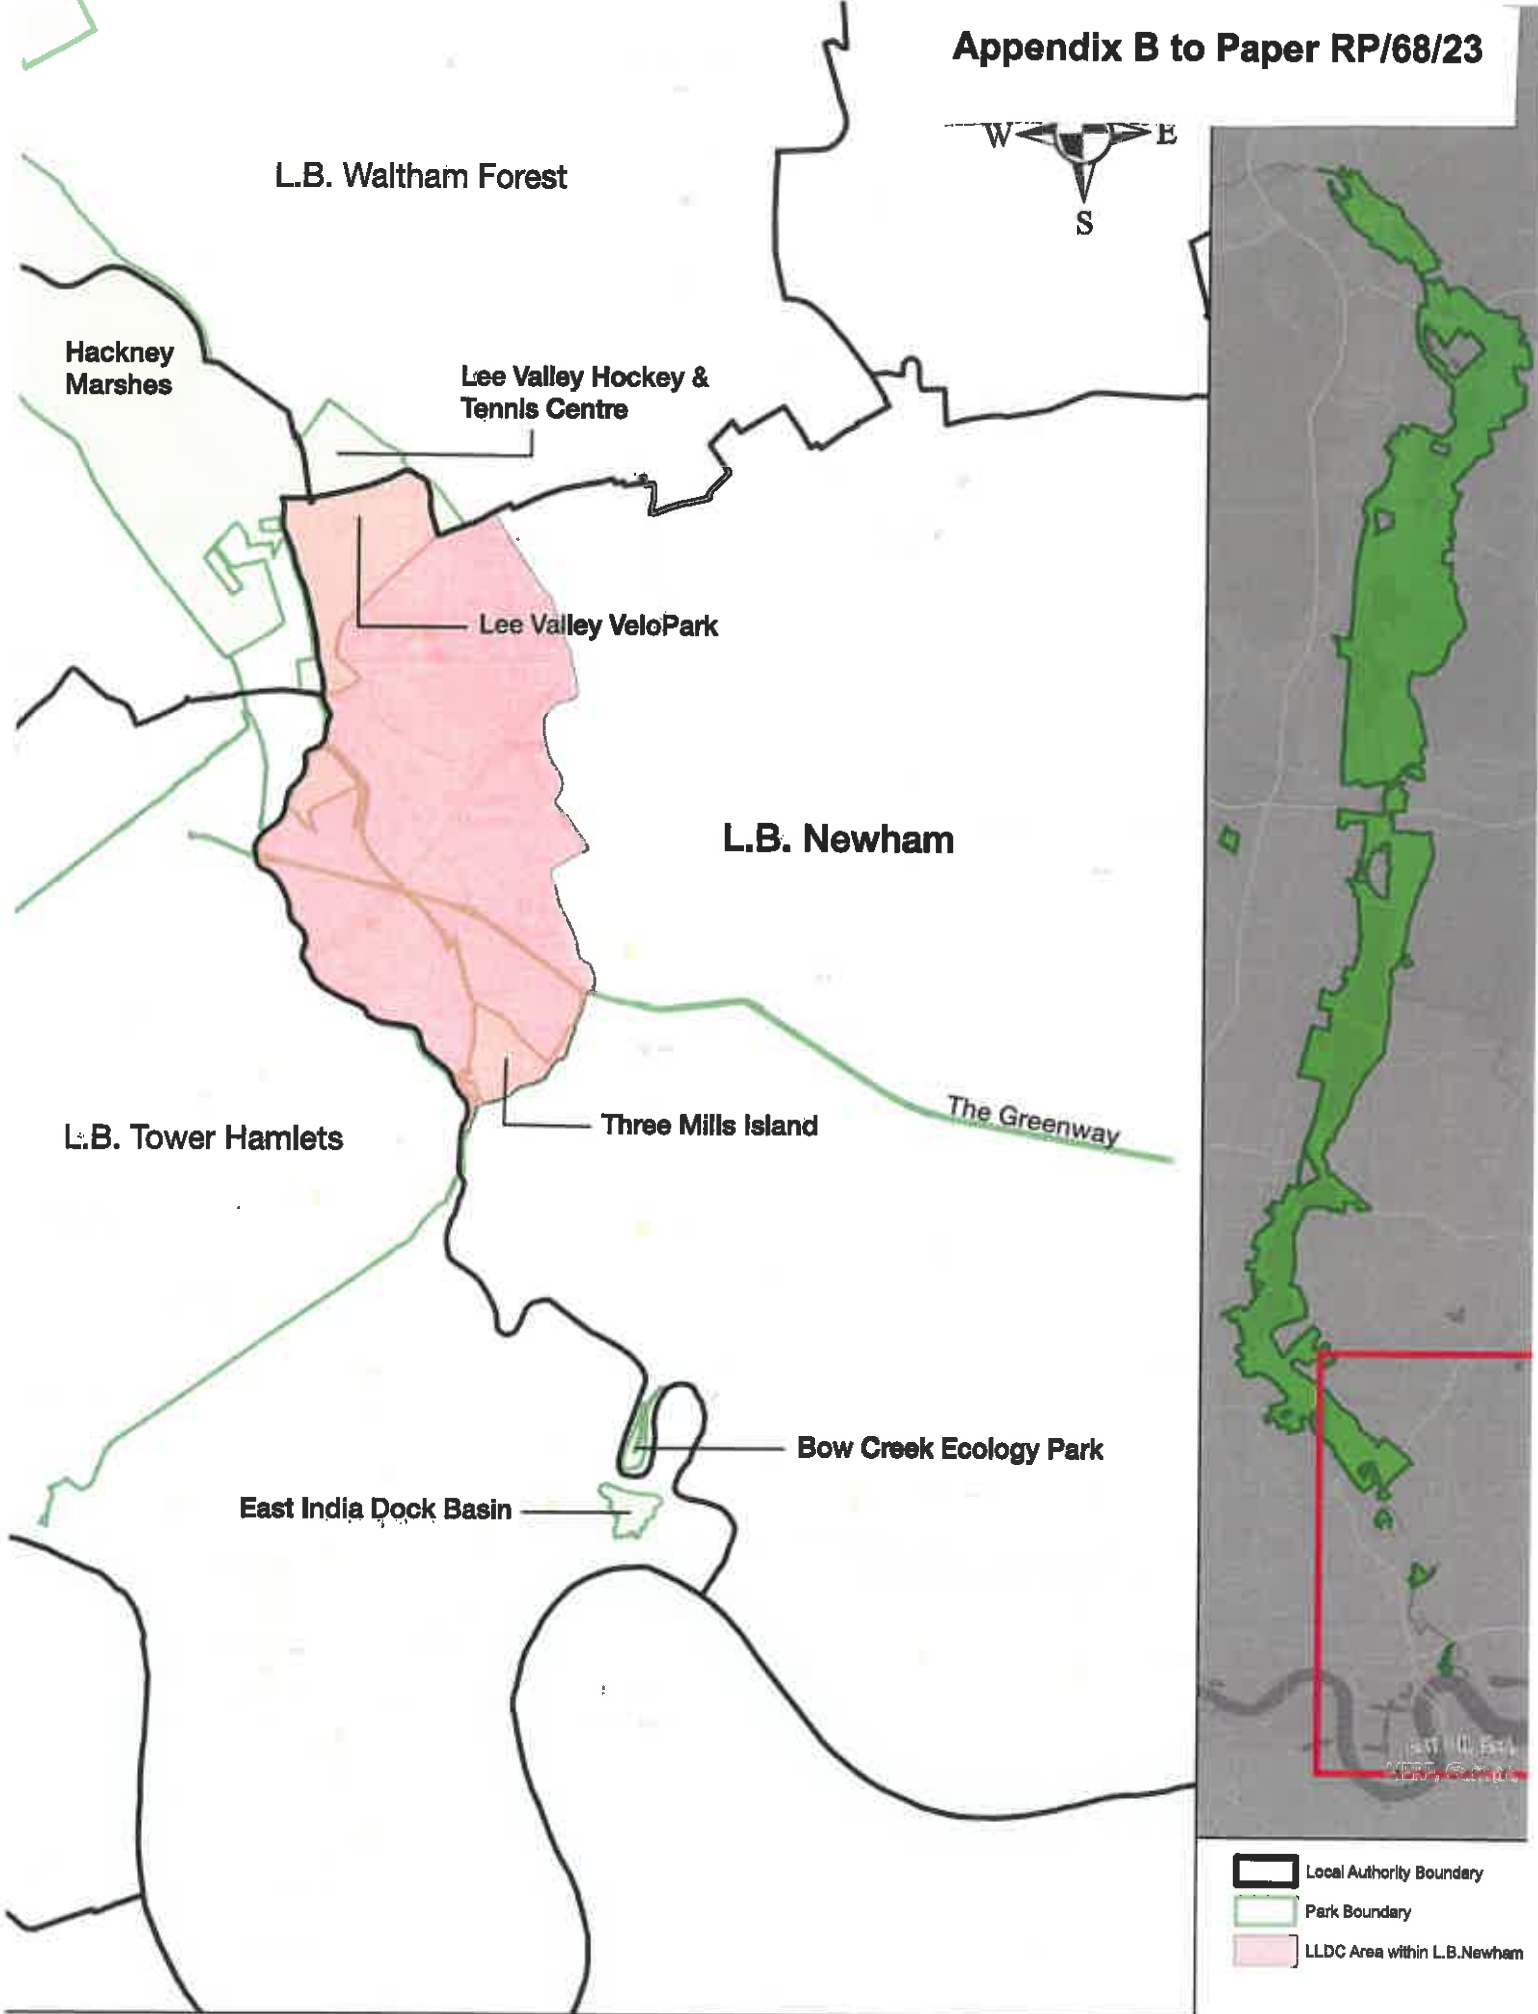 Appendix B to Paper RP/68/23
W
E
S
L.B. Waltham Forest
Hackney
Marshes
Lee Valley Hockey &
Tennis Centre
Lee Valley VeloPark
L.B. Newham
The Greenway
Three Mills Island
L.B. Tower Hamlets
Bow Creek Ecology Park
East India Dock Basin
Local Authority Boundary
Park Boundary
LLDC Area within L.B.Newham